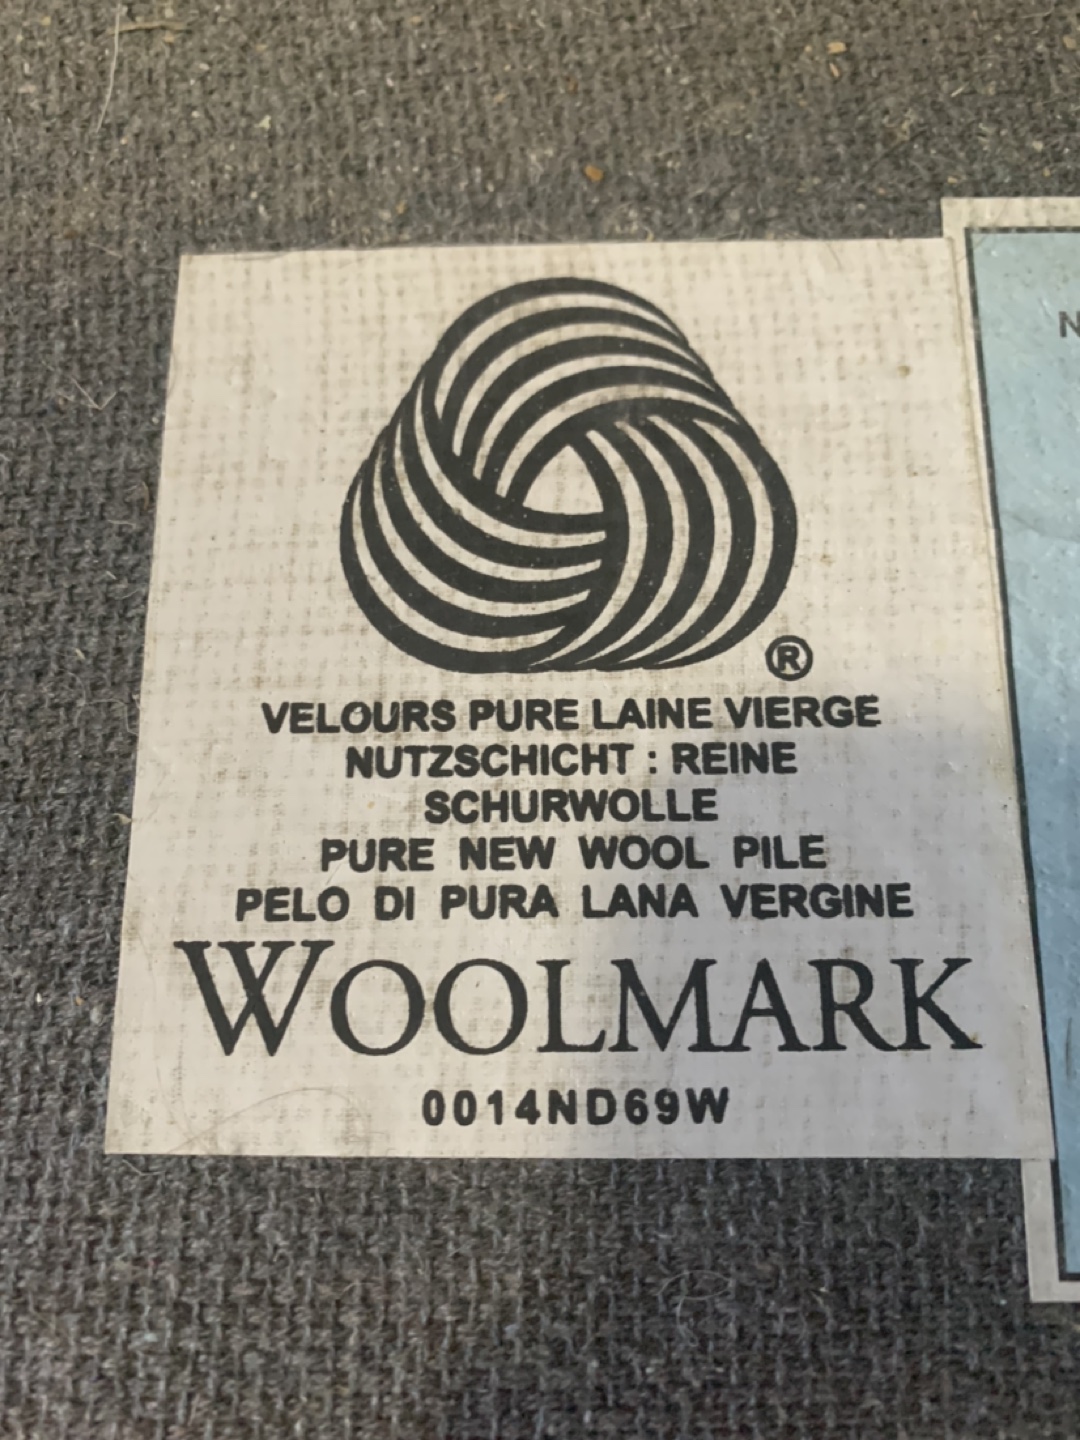 ®
VELOURS PURE LAINE VIERGE
NUTZSCHICHT : REINE
SCHURWOLLE
PURE NEW WOOL PILE
PELO DI PURA LANA VERGINE
WOOLMARK
0014ND69W